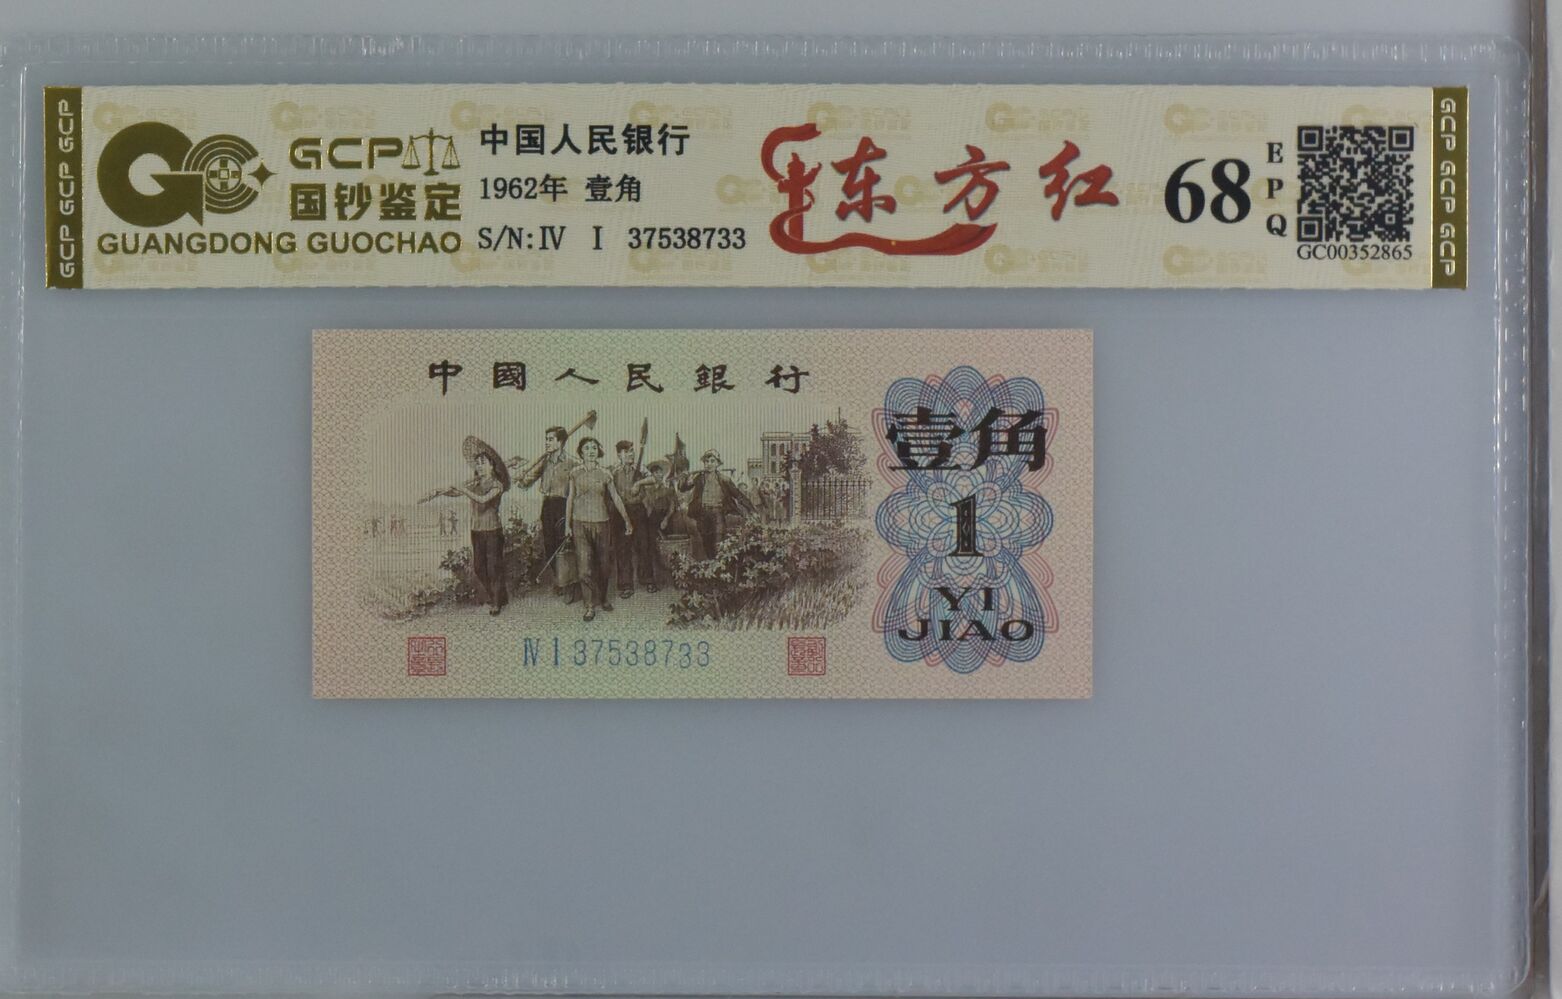 GCP GCP GCP
GCP
国钞鉴定
GUANGDONG GUOCHAO
中国人民银行
1962年 壹角
S/N:Ⅳ Ⅰ 37538733
东方红
68
EPQ
GC00352865
GCP GCP GCP
中國人民銀行
壹角
1
YI
JIAO
Ⅳ Ⅰ 37538733